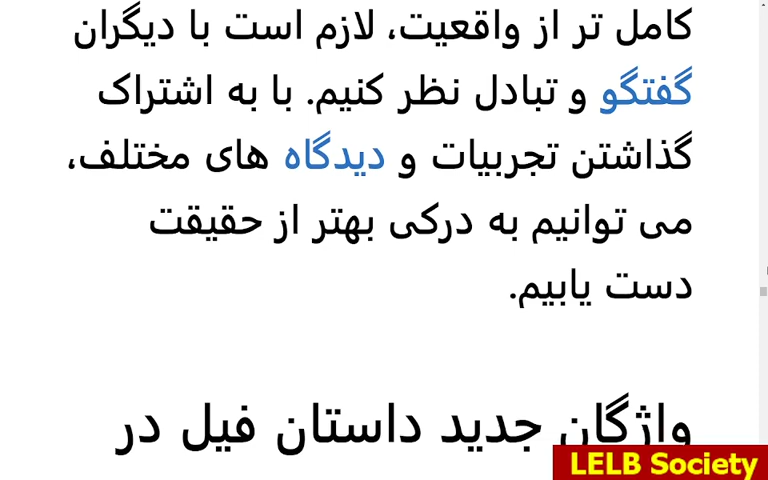 کامل تر از واقعیت، لازم است با دیگران
گفتگو و تبادل نظر کنیم. با به اشتراک
گذاشتن تجربیات و دیدگاه های مختلف،
می توانیم به درکی بهتر از حقیقت
دست یابیم.
واژگان جدید داستان فیل در
LELB Society